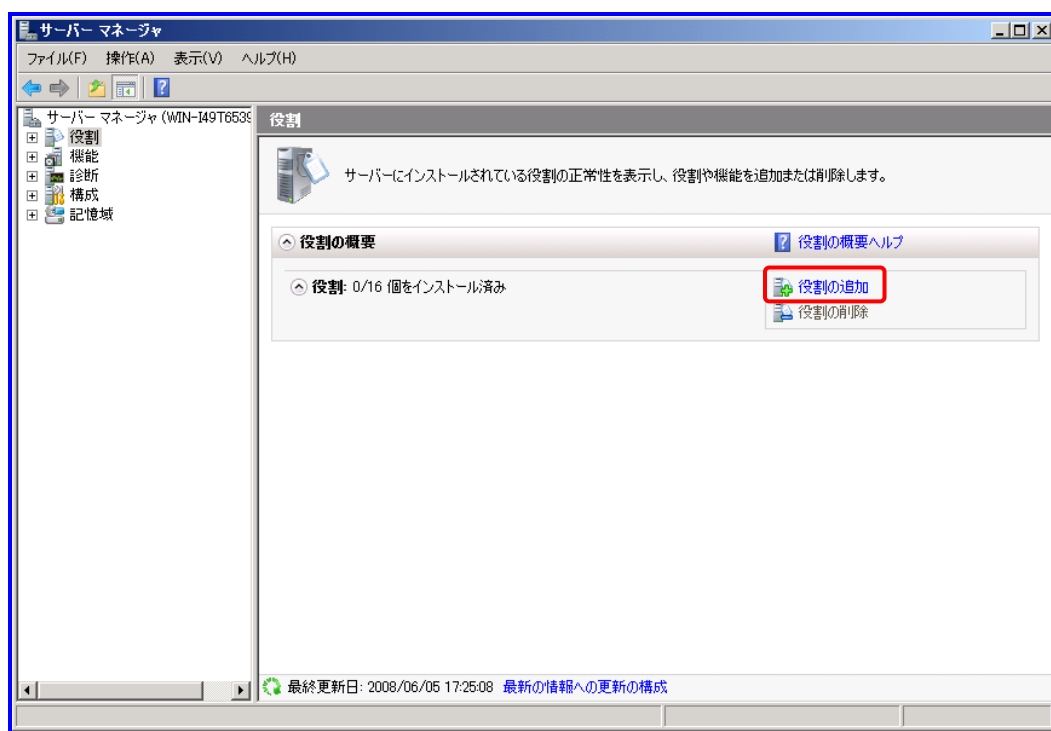 サーバー マネージャ
ファイル(F) 操作(A) 表示(V) ヘルプ(H)
サーバー マネージャ (WIN-I49T6539
役割
機能
診断
構成
記憶域
役割
サーバーにインストールされている役割の正常性を表示し、役割や機能を追加または削除します。
役割の概要
役割の概要ヘルプ
役割: 0/16 個をインストール済み
役割の追加
役割の削除
最終更新日: 2008/06/05 17:25:08 最新の情報への更新の構成